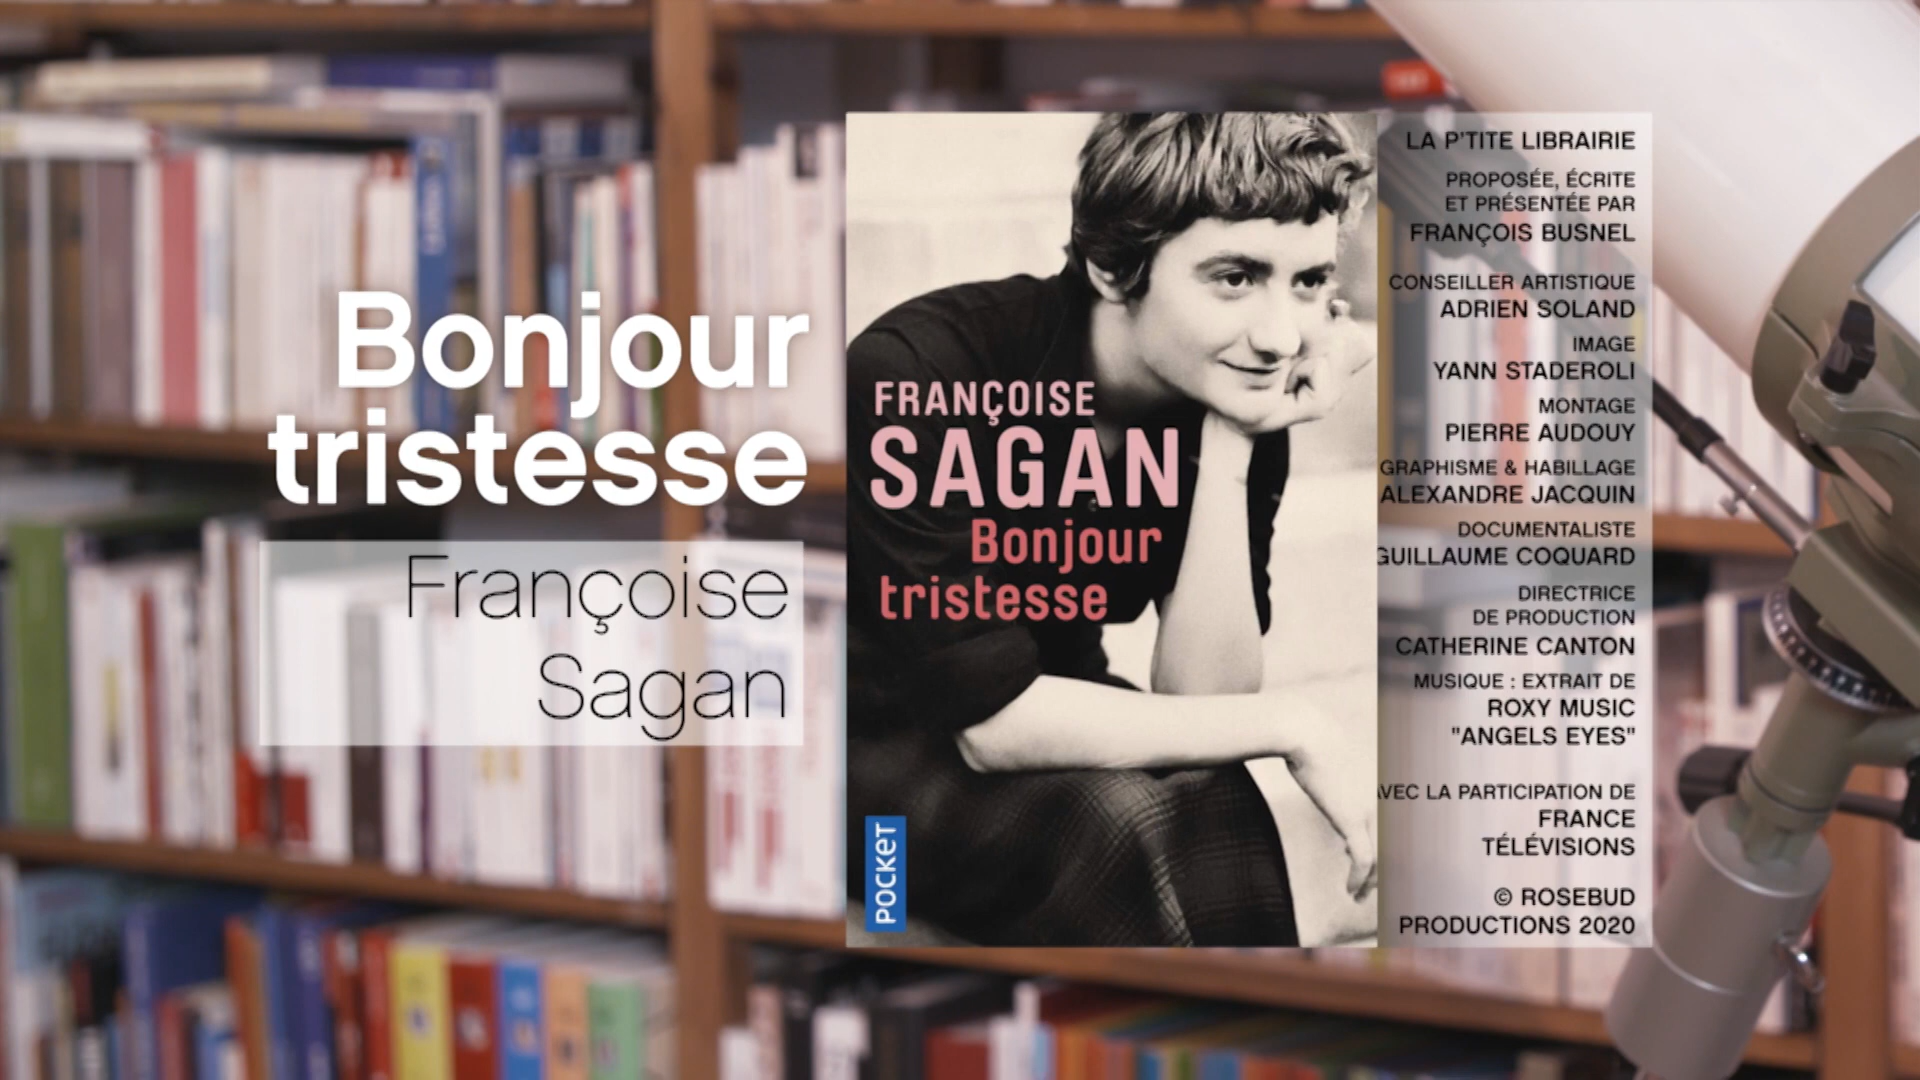 Bonjour
tristesse
Françoise
Sagan
FRANÇOISE
SAGAN
Bonjour
tristesse
POCKET
LA P'TITE LIBRAIRIE
PROPOSÉE, ÉCRITE
ET PRÉSENTÉE PAR
FRANÇOIS BUSNEL
CONSEILLER ARTISTIQUE
ADRIEN SOLAND
IMAGE
YANN STADEROLI
MONTAGE
PIERRE AUDOUY
GRAPHISME & HABILLAGE
ALEXANDRE JACQUIN
DOCUMENTALISTE
GUILLAUME COQUARD
DIRECTRICE
DE PRODUCTION
CATHERINE CANTON
MUSIQUE : EXTRAIT DE
ROXY MUSIC
"ANGELS EYES"
AVEC LA PARTICIPATION DE
FRANCE
TÉLÉVISIONS
© ROSEBUD
PRODUCTIONS 2020